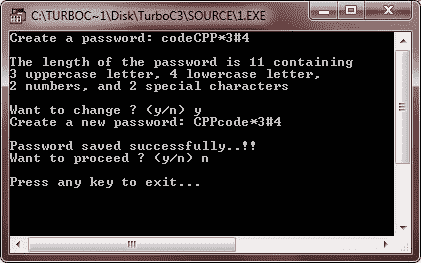 C:\TURBOC~1\Disk\TurboC3\SOURCE\1.EXE
Create a password: codeCPP*3#4
The length of the password is 11 containing
3 uppercase letter, 4 lowercase letter,
2 numbers, and 2 special characters
Want to change ? (y/n) y
Create a new password: CPPcode*3#4
Password saved successfully..!!
Want to proceed ? (y/n) n
Press any key to exit...